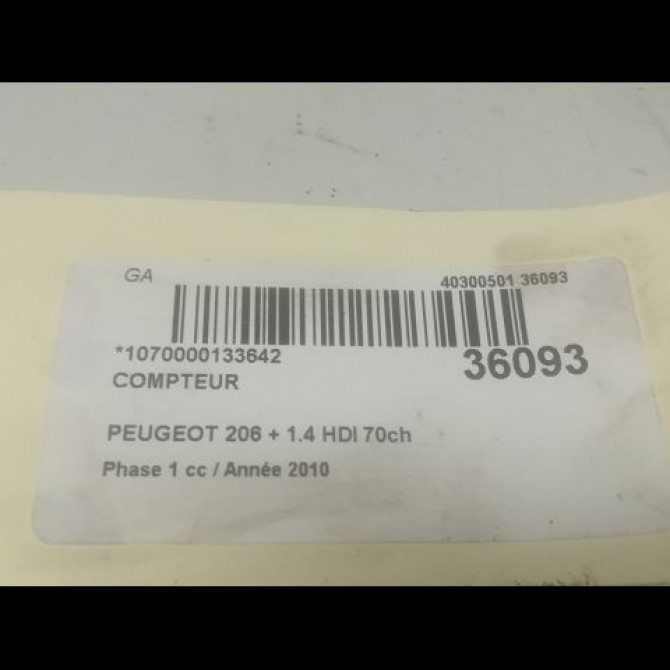 GA
40300501 36093
*1070000133642
36093
COMPTEUR
PEUGEOT 206 + 1.4 HDI 70ch
Phase 1 cc / Année 2010